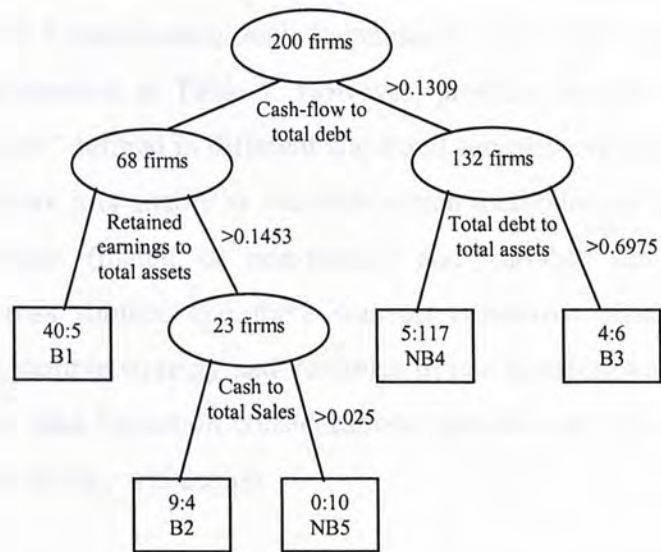 200 firms
>0.1309
Cash-flow to
total debt
68 firms
132 firms
Retained
earnings to
total assets
>0.1453
Total debt to
total assets
>0.6975
40:5
B1
23 firms
5:117
NB4
4:6
B3
Cash to
total Sales
>0.025
9:4
B2
0:10
NB5